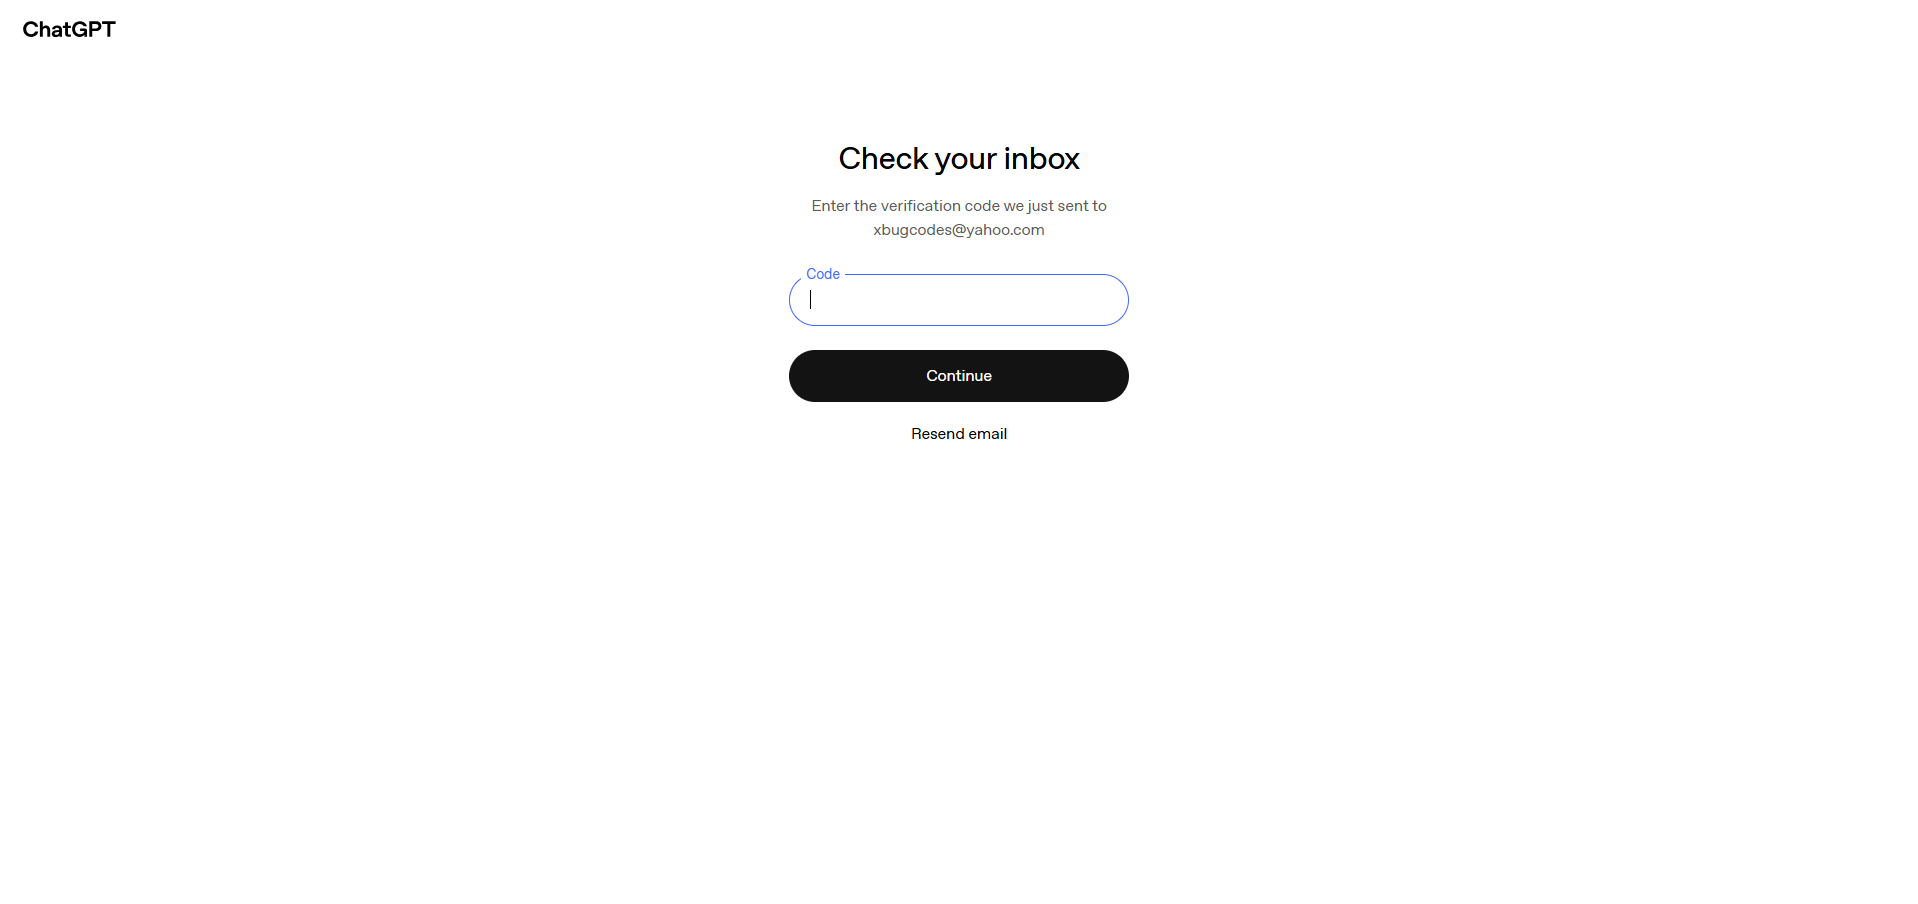 ChatGPT
Check your inbox
Enter the verification code we just sent to
xbugcodes@yahoo.com
Code
Continue
Resend email